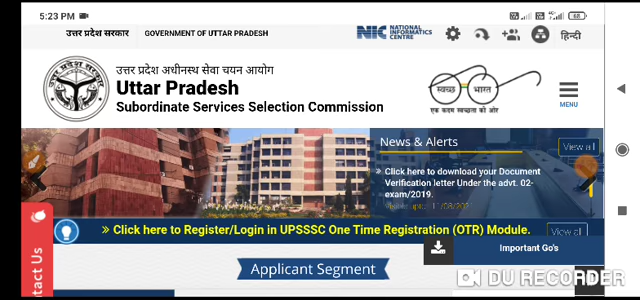 5:23 PM
68
उत्तर प्रदेश सरकार
GOVERNMENT OF UTTAR PRADESH
NIC NATIONAL INFORMATICS CENTRE
हिन्दी
उत्तर प्रदेश अधीनस्थ सेवा चयन आयोग
Uttar Pradesh
Subordinate Services Selection Commission
स्वच्छ भारत
एक कदम स्वच्छता की ओर
MENU
News & Alerts
View all
» Click here to download your Document
Verification letter Under the advt. 02-
exam/2019.
» Click here to Register/Login in UPSSSC One Time Registration (OTR) Module.
View all
Important Go's
Applicant Segment
tact Us
DU RECORDER